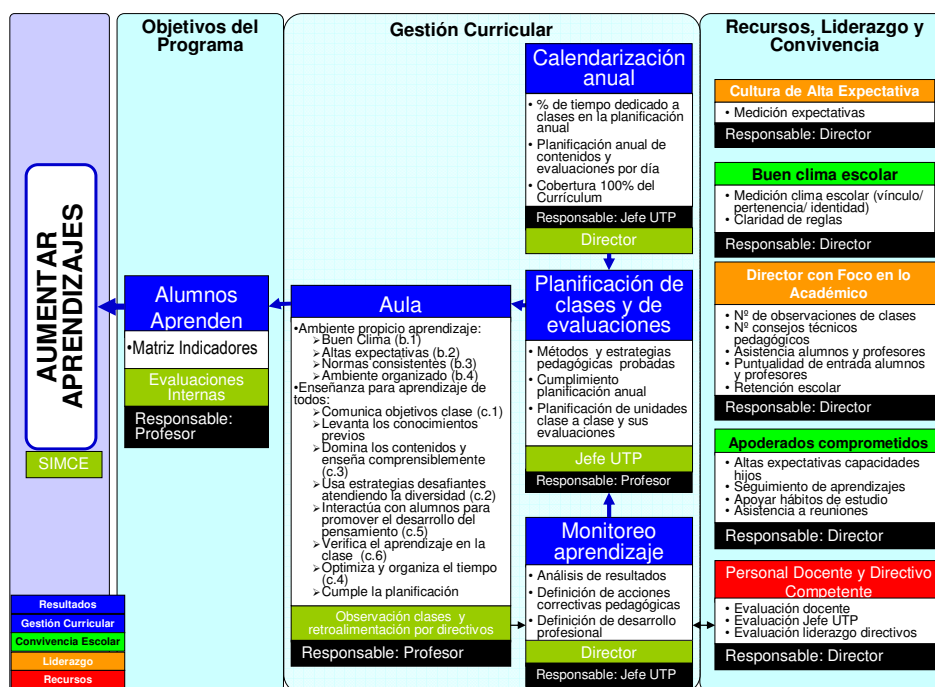 Objetivos del
Programa
Gestión Curricular
Recursos, Liderazgo y
Convivencia
AUMENTAR
APRENDIZAJES
SIMCE
Resultados
Gestión Curricular
Convivencia Escolar
Liderazgo
Recursos
Alumnos
Aprenden
•Matriz Indicadores
Evaluaciones
Internas
Responsable:
Profesor
Aula
•Ambiente propicio aprendizaje:
➢Buen Clima (b.1)
➢Altas expectativas (b.2)
➢Normas consistentes (b.3)
➢Ambiente organizado (b.4)
•Enseñanza para aprendizaje de
todos:
➢Comunica objetivos clase (c.1)
➢Levanta los conocimientos
previos
➢Domina los contenidos y
enseña comprensiblemente
(c.3)
➢Usa estrategias desafiantes
atendiendo la diversidad (c.2)
➢Interactúa con alumnos para
promover el desarrollo del
pensamiento (c.5)
➢Verifica el aprendizaje en la
clase (c.6)
➢Optimiza y organiza el tiempo
(c.4)
➢Cumple la planificación
Observación clases y
retroalimentación por directivos
Responsable: Profesor
Calendarización
anual
• % de tiempo dedicado a
clases en la planificación
anual
• Planificación anual de
contenidos y
evaluaciones por día
• Cobertura 100% del
Currículum
Responsable: Jefe UTP
Director
Planificación de
clases y de
evaluaciones
• Métodos y estrategias
pedagógicas probadas
• Cumplimiento
planificación anual
• Planificación de unidades
clase a clase y sus
evaluaciones
Jefe UTP
Responsable: Profesor
Monitoreo
aprendizaje
• Análisis de resultados
• Definición de acciones
correctivas pedagógicas
• Definición de desarrollo
profesional
Director
Responsable: Jefe UTP
Cultura de Alta Expectativa
• Medición expectativas
Responsable: Director
Buen clima escolar
• Medición clima escolar (vínculo/
pertenencia/ identidad)
• Claridad de reglas
Responsable: Director
Director con Foco en lo
Académico
• Nº de observaciones de clases
• Nº consejos técnicos
pedagógicos
• Asistencia alumnos y profesores
• Puntualidad de entrada alumnos
y profesores
• Retención escolar
Responsable: Director
Apoderados comprometidos
• Altas expectativas capacidades
hijos
• Seguimiento de aprendizajes
• Apoyar hábitos de estudio
• Asistencia a reuniones
Responsable: Director
Personal Docente y Directivo
Competente
• Evaluación docente
• Evaluación Jefe UTP
• Evaluación liderazgo directivos
Responsable: Director